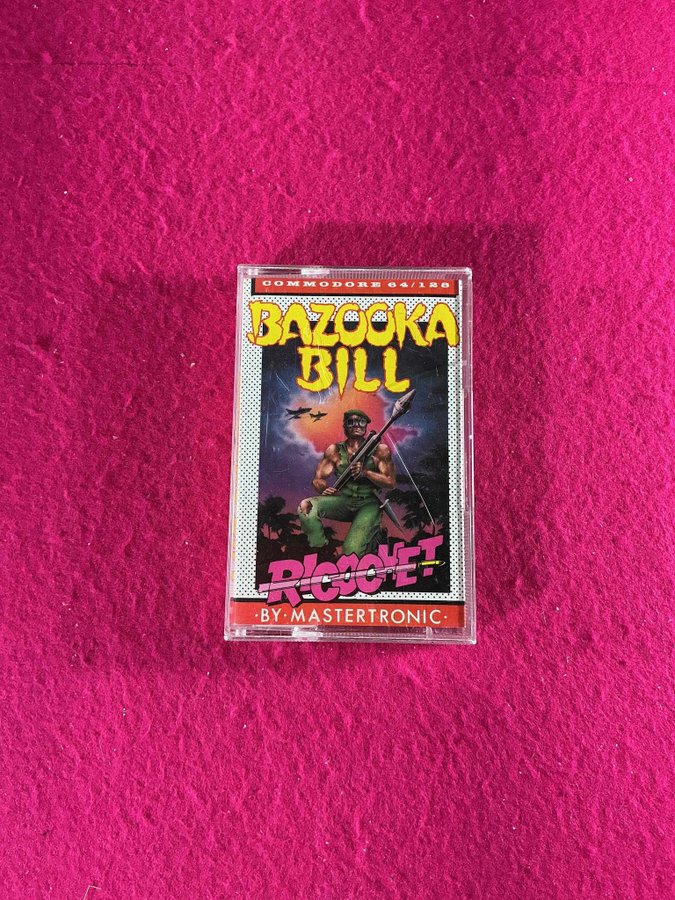 COMMODORE 64/128
BAZOOKA
BILL
RICOCHET
·BY·MASTERTRONIC·